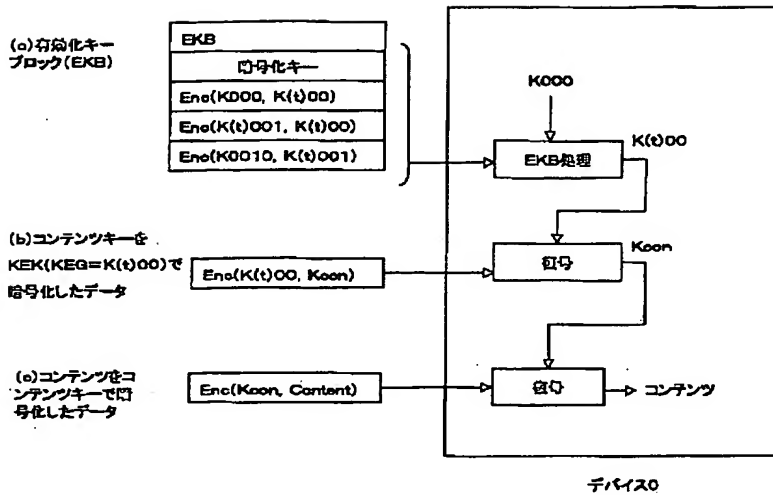 (a)有効化キー
ブロック(EKB)
EKB
暗号化キー
Enc(K000, K(t)00)
Enc(K(t)001, K(t)00)
Enc(K0010, K(t)001)
K000
EKB処理
K(t)00
(b)コンテンツキーを
KEK(KEG=K(t)00)で
暗号化したデータ
Enc(K(t)00, Kcon)
復号
Kcon
(c)コンテンツをコ
ンテンツキーで暗
号化したデータ
Enc(Kcon, Content)
復号
コンテンツ
デバイス0